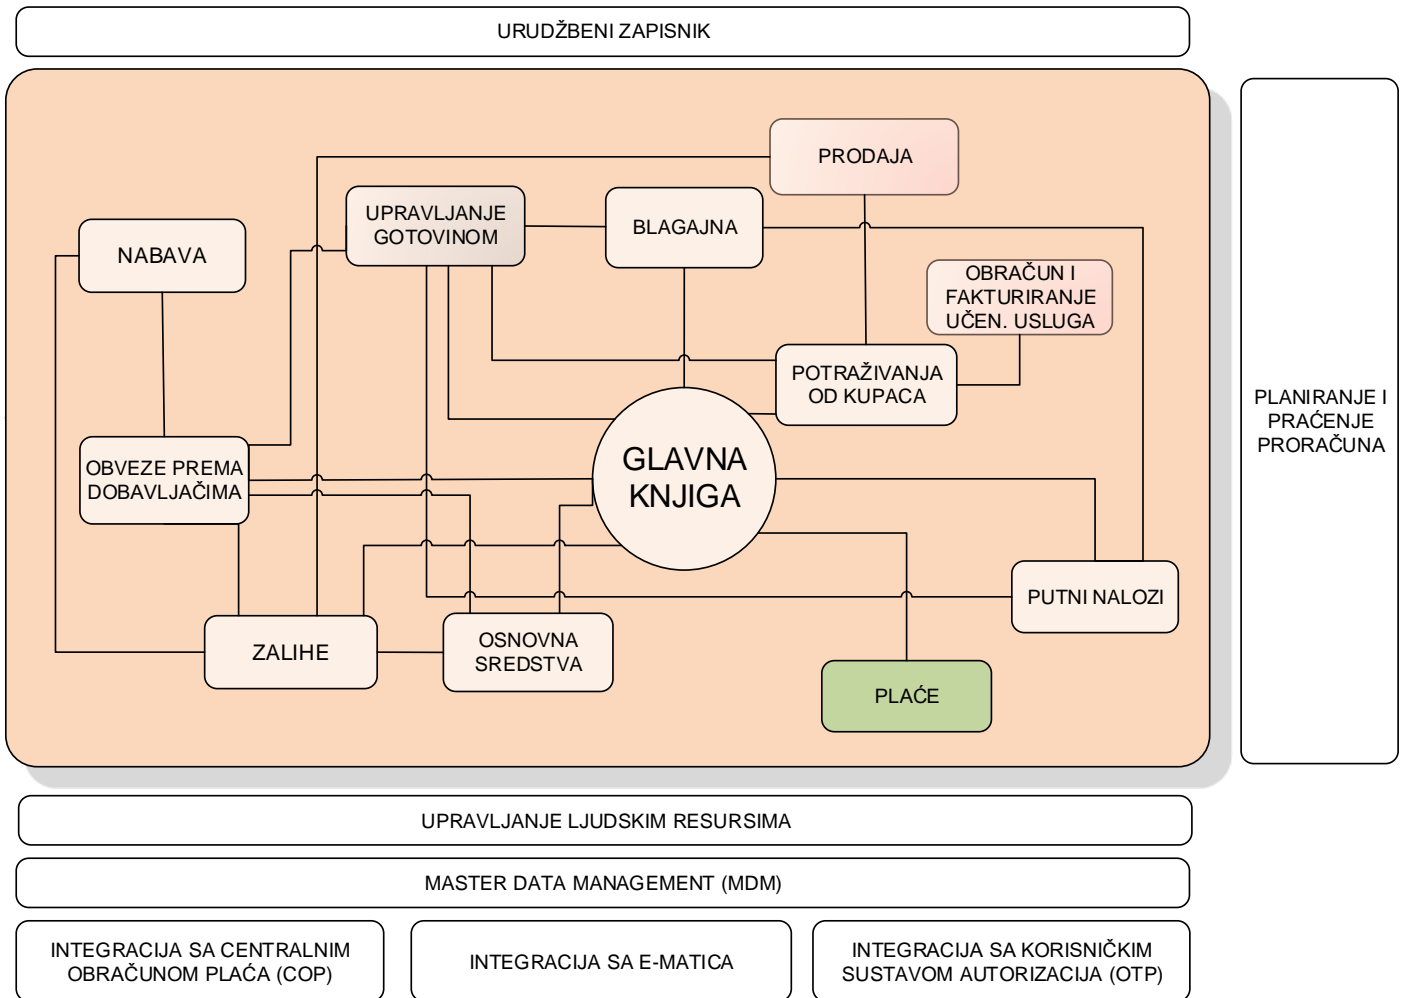 URUDŽBENI ZAPISNIK
PRODAJA
UPRAVLJANJE
GOTOVINOM
BLAGAJNA
NABAVA
OBRAČUN I
FAKTURIRANJE
UČEN. USLUGA
POTRAŽIVANJA
OD KUPACA
PLANIRANJE I
PRAĆENJE
PRORAČUNA
GLAVNA
KNJIGA
OBVEZE PREMA
DOBAVLJAČIMA
PUTNI NALOZI
ZALIHE
OSNOVNA
SREDSTVA
PLAĆE
UPRAVLJANJE LJUDSKIM RESURSIMA
MASTER DATA MANAGEMENT (MDM)
INTEGRACIJA SA CENTRALNIM
OBRAČUNOM PLAĆA (COP)
INTEGRACIJA SA E-MATICA
INTEGRACIJA SA KORISNIČKIM
SUSTAVOM AUTORIZACIJA (OTP)